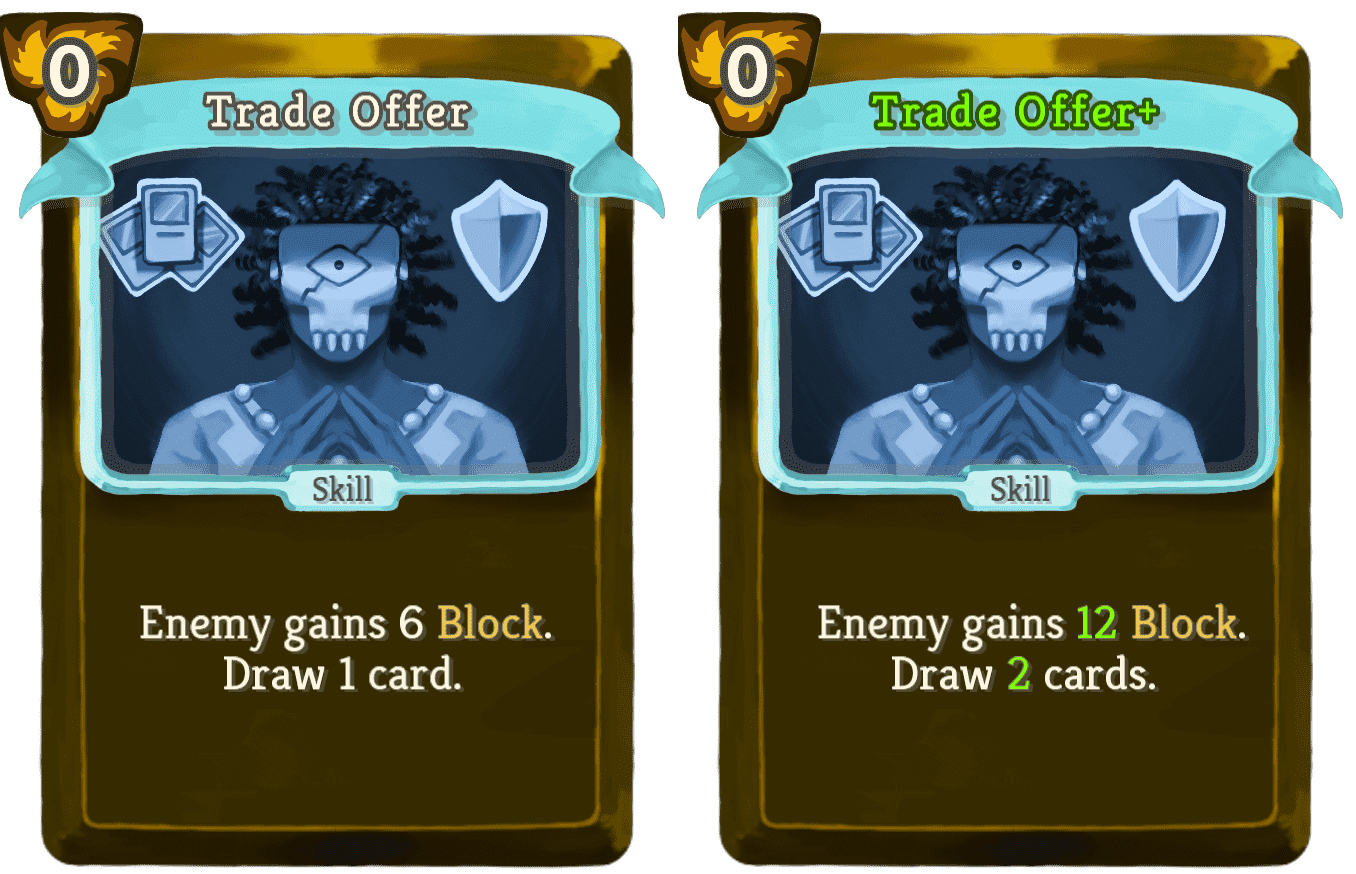 0
Trade Offer
Skill
Enemy gains 6 Block.
Draw 1 card.
0
Trade Offer+
Skill
Enemy gains 12 Block.
Draw 2 cards.